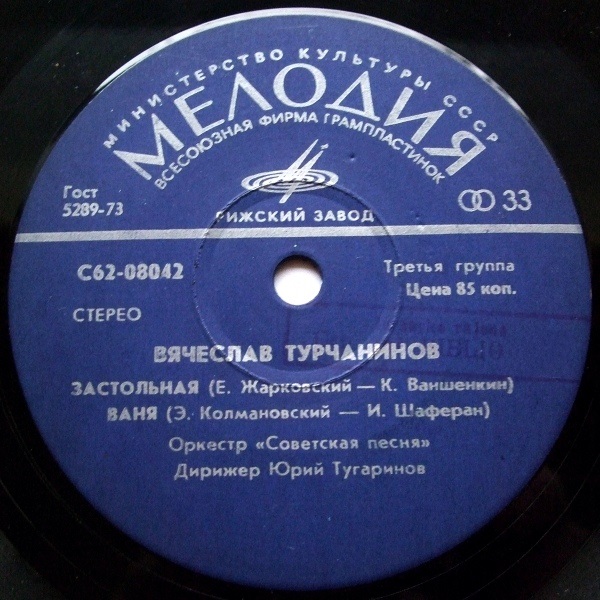 МИНИСТЕРСТВО КУЛЬТУРЫ СССР
МЕЛОДИЯ
ВСЕСОЮЗНАЯ ФИРМА ГРАМПЛАСТИНОК
Гост
5289-73
РИЖСКИЙ ЗАВОД
33
С62-08042
Третья группа
Цена 85 коп.
СТЕРЕО
ВЯЧЕСЛАВ ТУРЧАНИНОВ
ЗАСТОЛЬНАЯ (Е. Жарковский — К. Ваншенкин)
ВАНЯ (Э. Колмановский — И. Шаферан)
Оркестр «Советская песня»
Дирижер Юрий Тугаринов